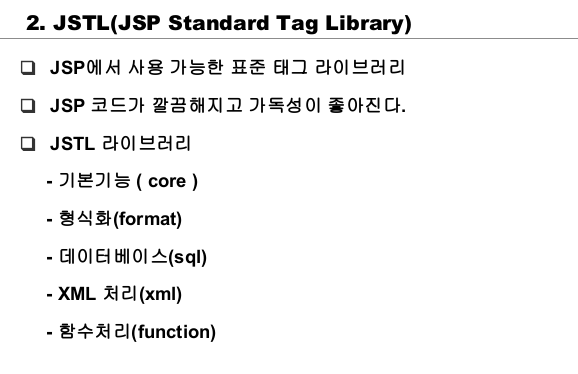 2. JSTL(JSP Standard Tag Library)
❑ JSP에서 사용 가능한 표준 태그 라이브러리
❑ JSP 코드가 깔끔해지고 가독성이 좋아진다.
❑ JSTL 라이브러리
- 기본기능 ( core )
- 형식화(format)
- 데이터베이스(sql)
- XML 처리(xml)
- 함수처리(function)